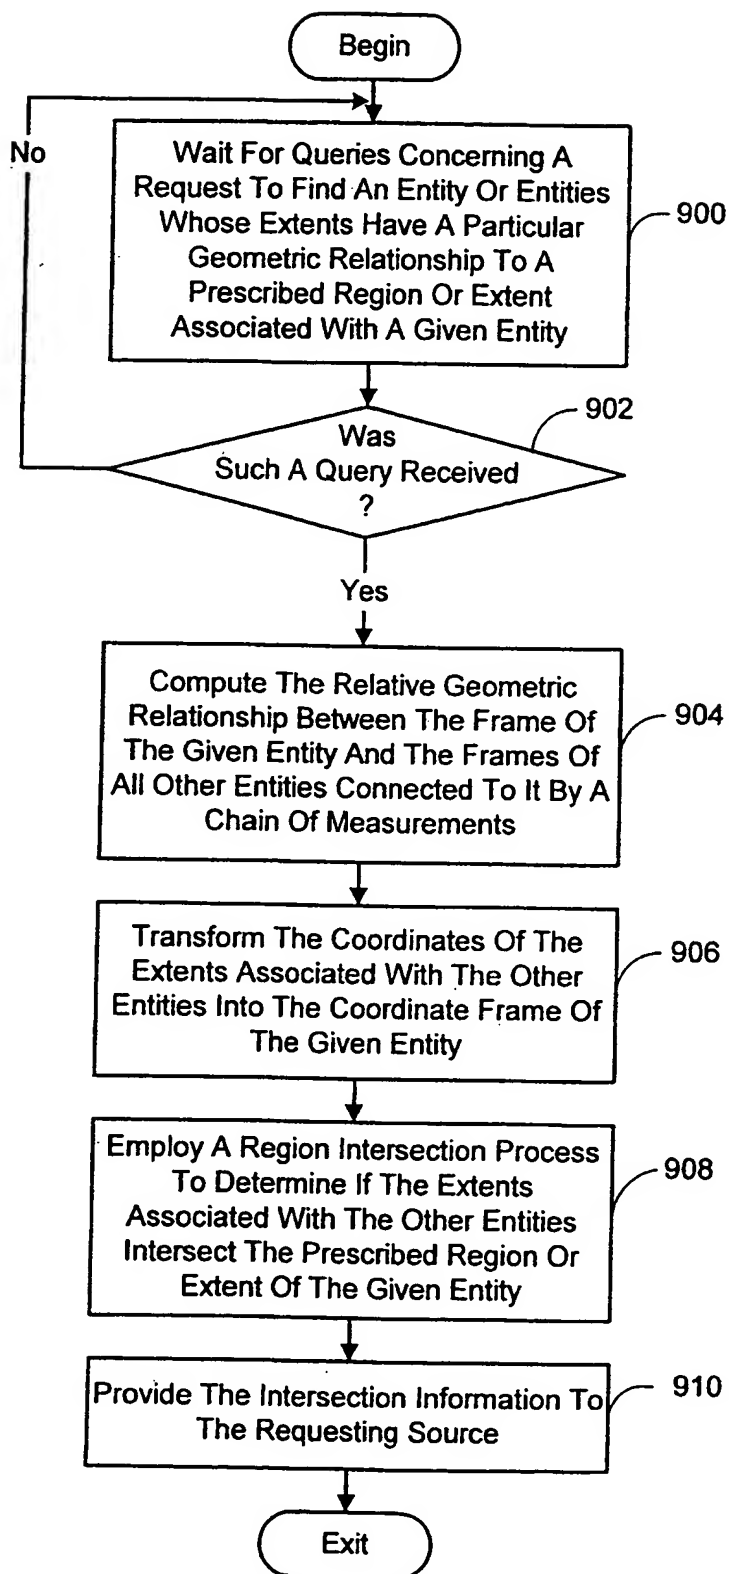 Begin
No
Wait For Queries Concerning A
Request To Find An Entity Or Entities
Whose Extents Have A Particular
Geometric Relationship To A
Prescribed Region Or Extent
Associated With A Given Entity
900
902
Was
Such A Query Received
?
Yes
Compute The Relative Geometric
Relationship Between The Frame Of
The Given Entity And The Frames Of
All Other Entities Connected To It By A
Chain Of Measurements
904
Transform The Coordinates Of The
Extents Associated With The Other
Entities Into The Coordinate Frame Of
The Given Entity
906
Employ A Region Intersection Process
To Determine If The Extents
Associated With The Other Entities
Intersect The Prescribed Region Or
Extent Of The Given Entity
908
Provide The Intersection Information To
The Requesting Source
910
Exit